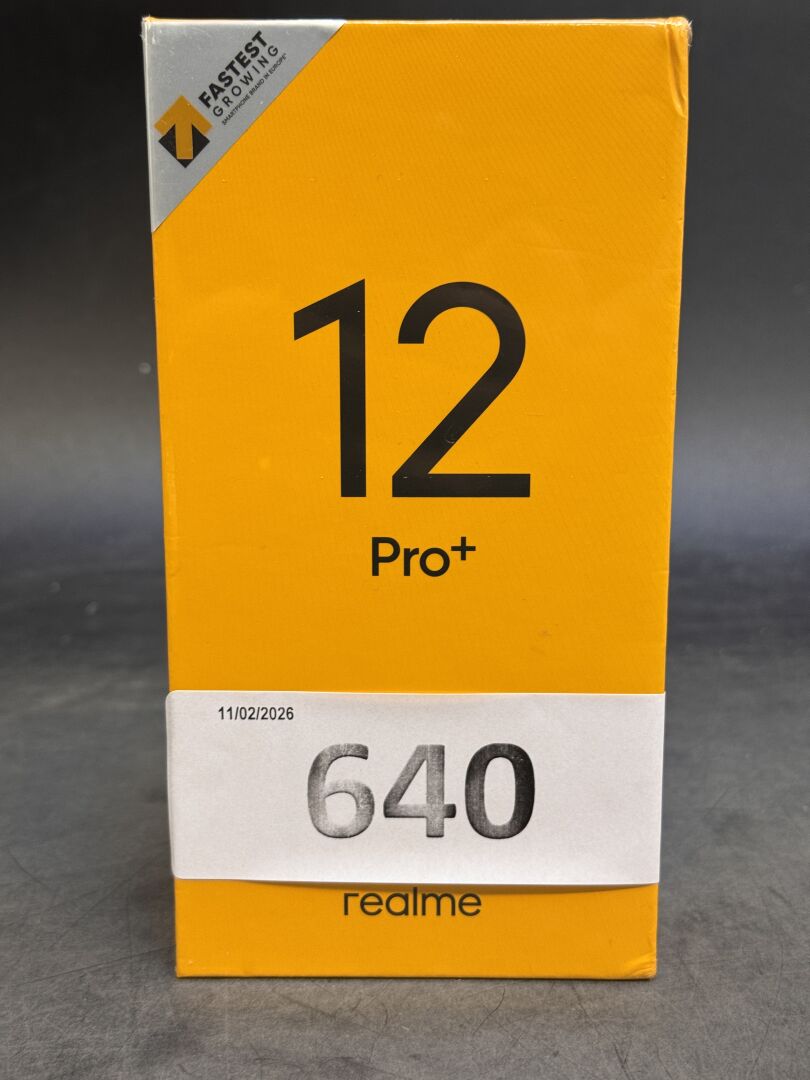 FASTEST
GROWING
SMARTPHONE BRAND IN EUROPE*
12
Pro+
11/02/2026
640
realme